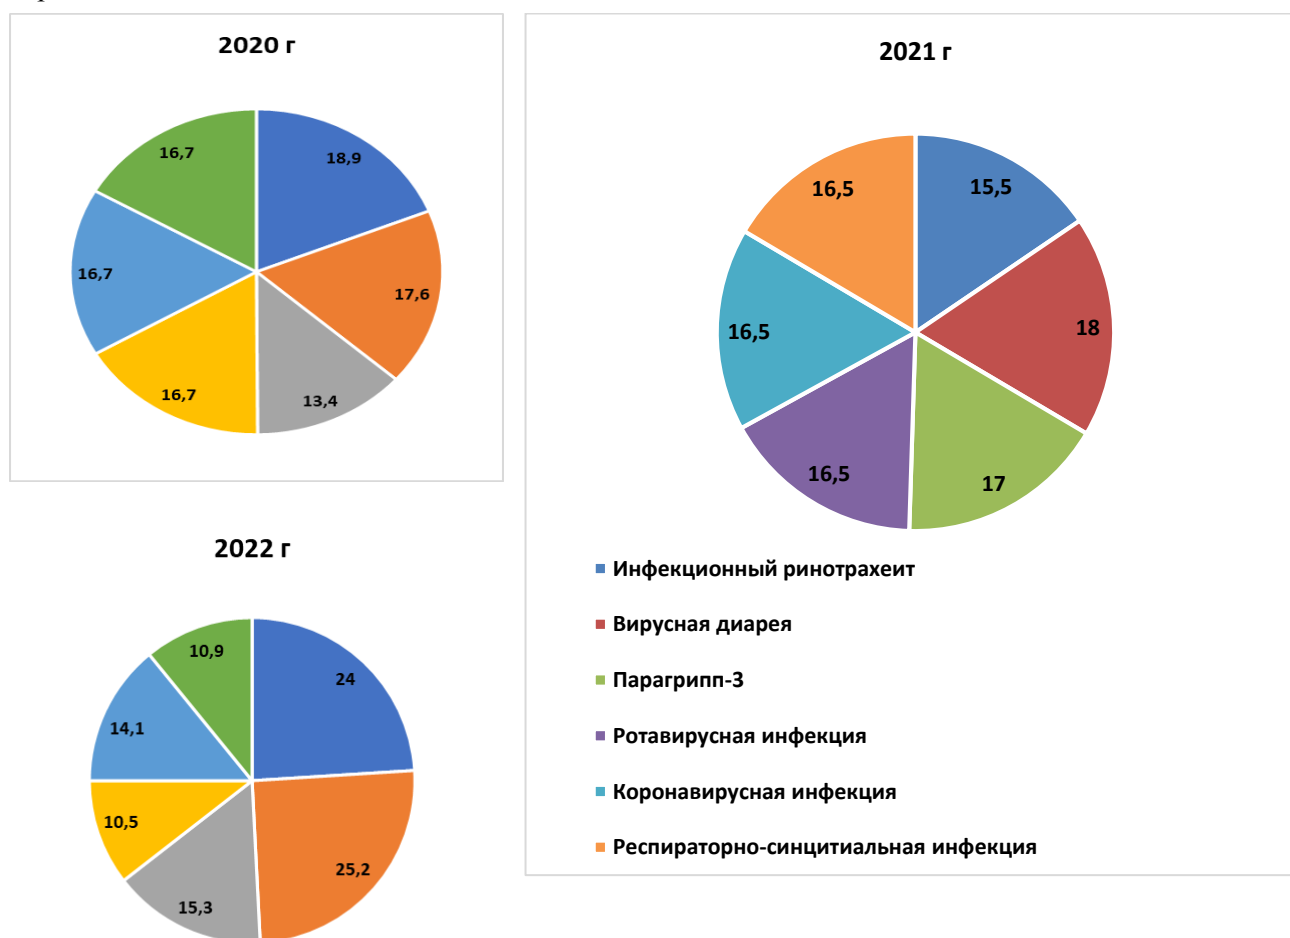 2020 г
18,9
17,6
13,4
16,7
16,7
16,7
2021 г
15,5
18
17
16,5
16,5
16,5
Инфекционный ринотрахеит
Вирусная диарея
Парагрипп-3
Ротавирусная инфекция
Коронавирусная инфекция
Респираторно-синцитиальная инфекция
2022 г
24
25,2
15,3
10,5
14,1
10,9